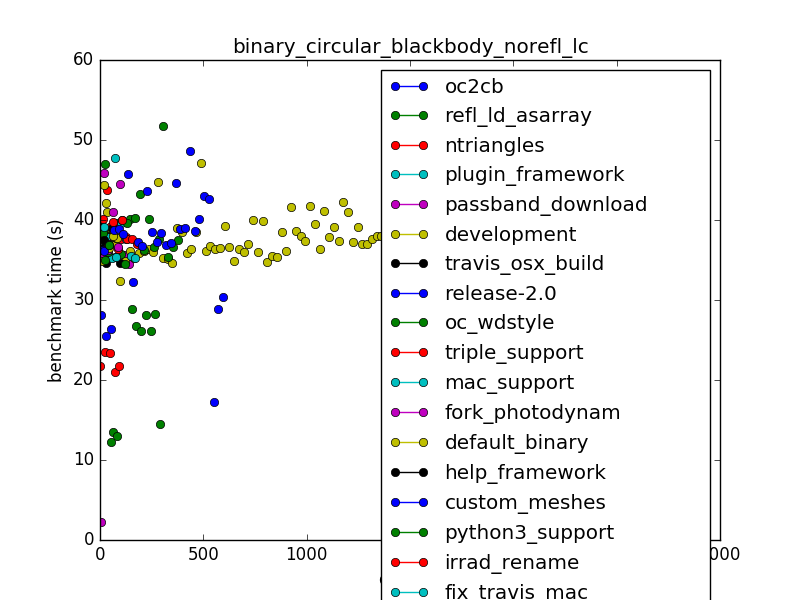 binary_circular_blackbody_norefl_lc
benchmark time (s)
60
50
40
30
20
10
0
0
500
1000
000
oc2cb
refl_ld_asarray
ntriangles
plugin_framework
passband_download
development
travis_osx_build
release-2.0
oc_wdstyle
triple_support
mac_support
fork_photodynam
default_binary
help_framework
custom_meshes
python3_support
irrad_rename
fix_travis_mac